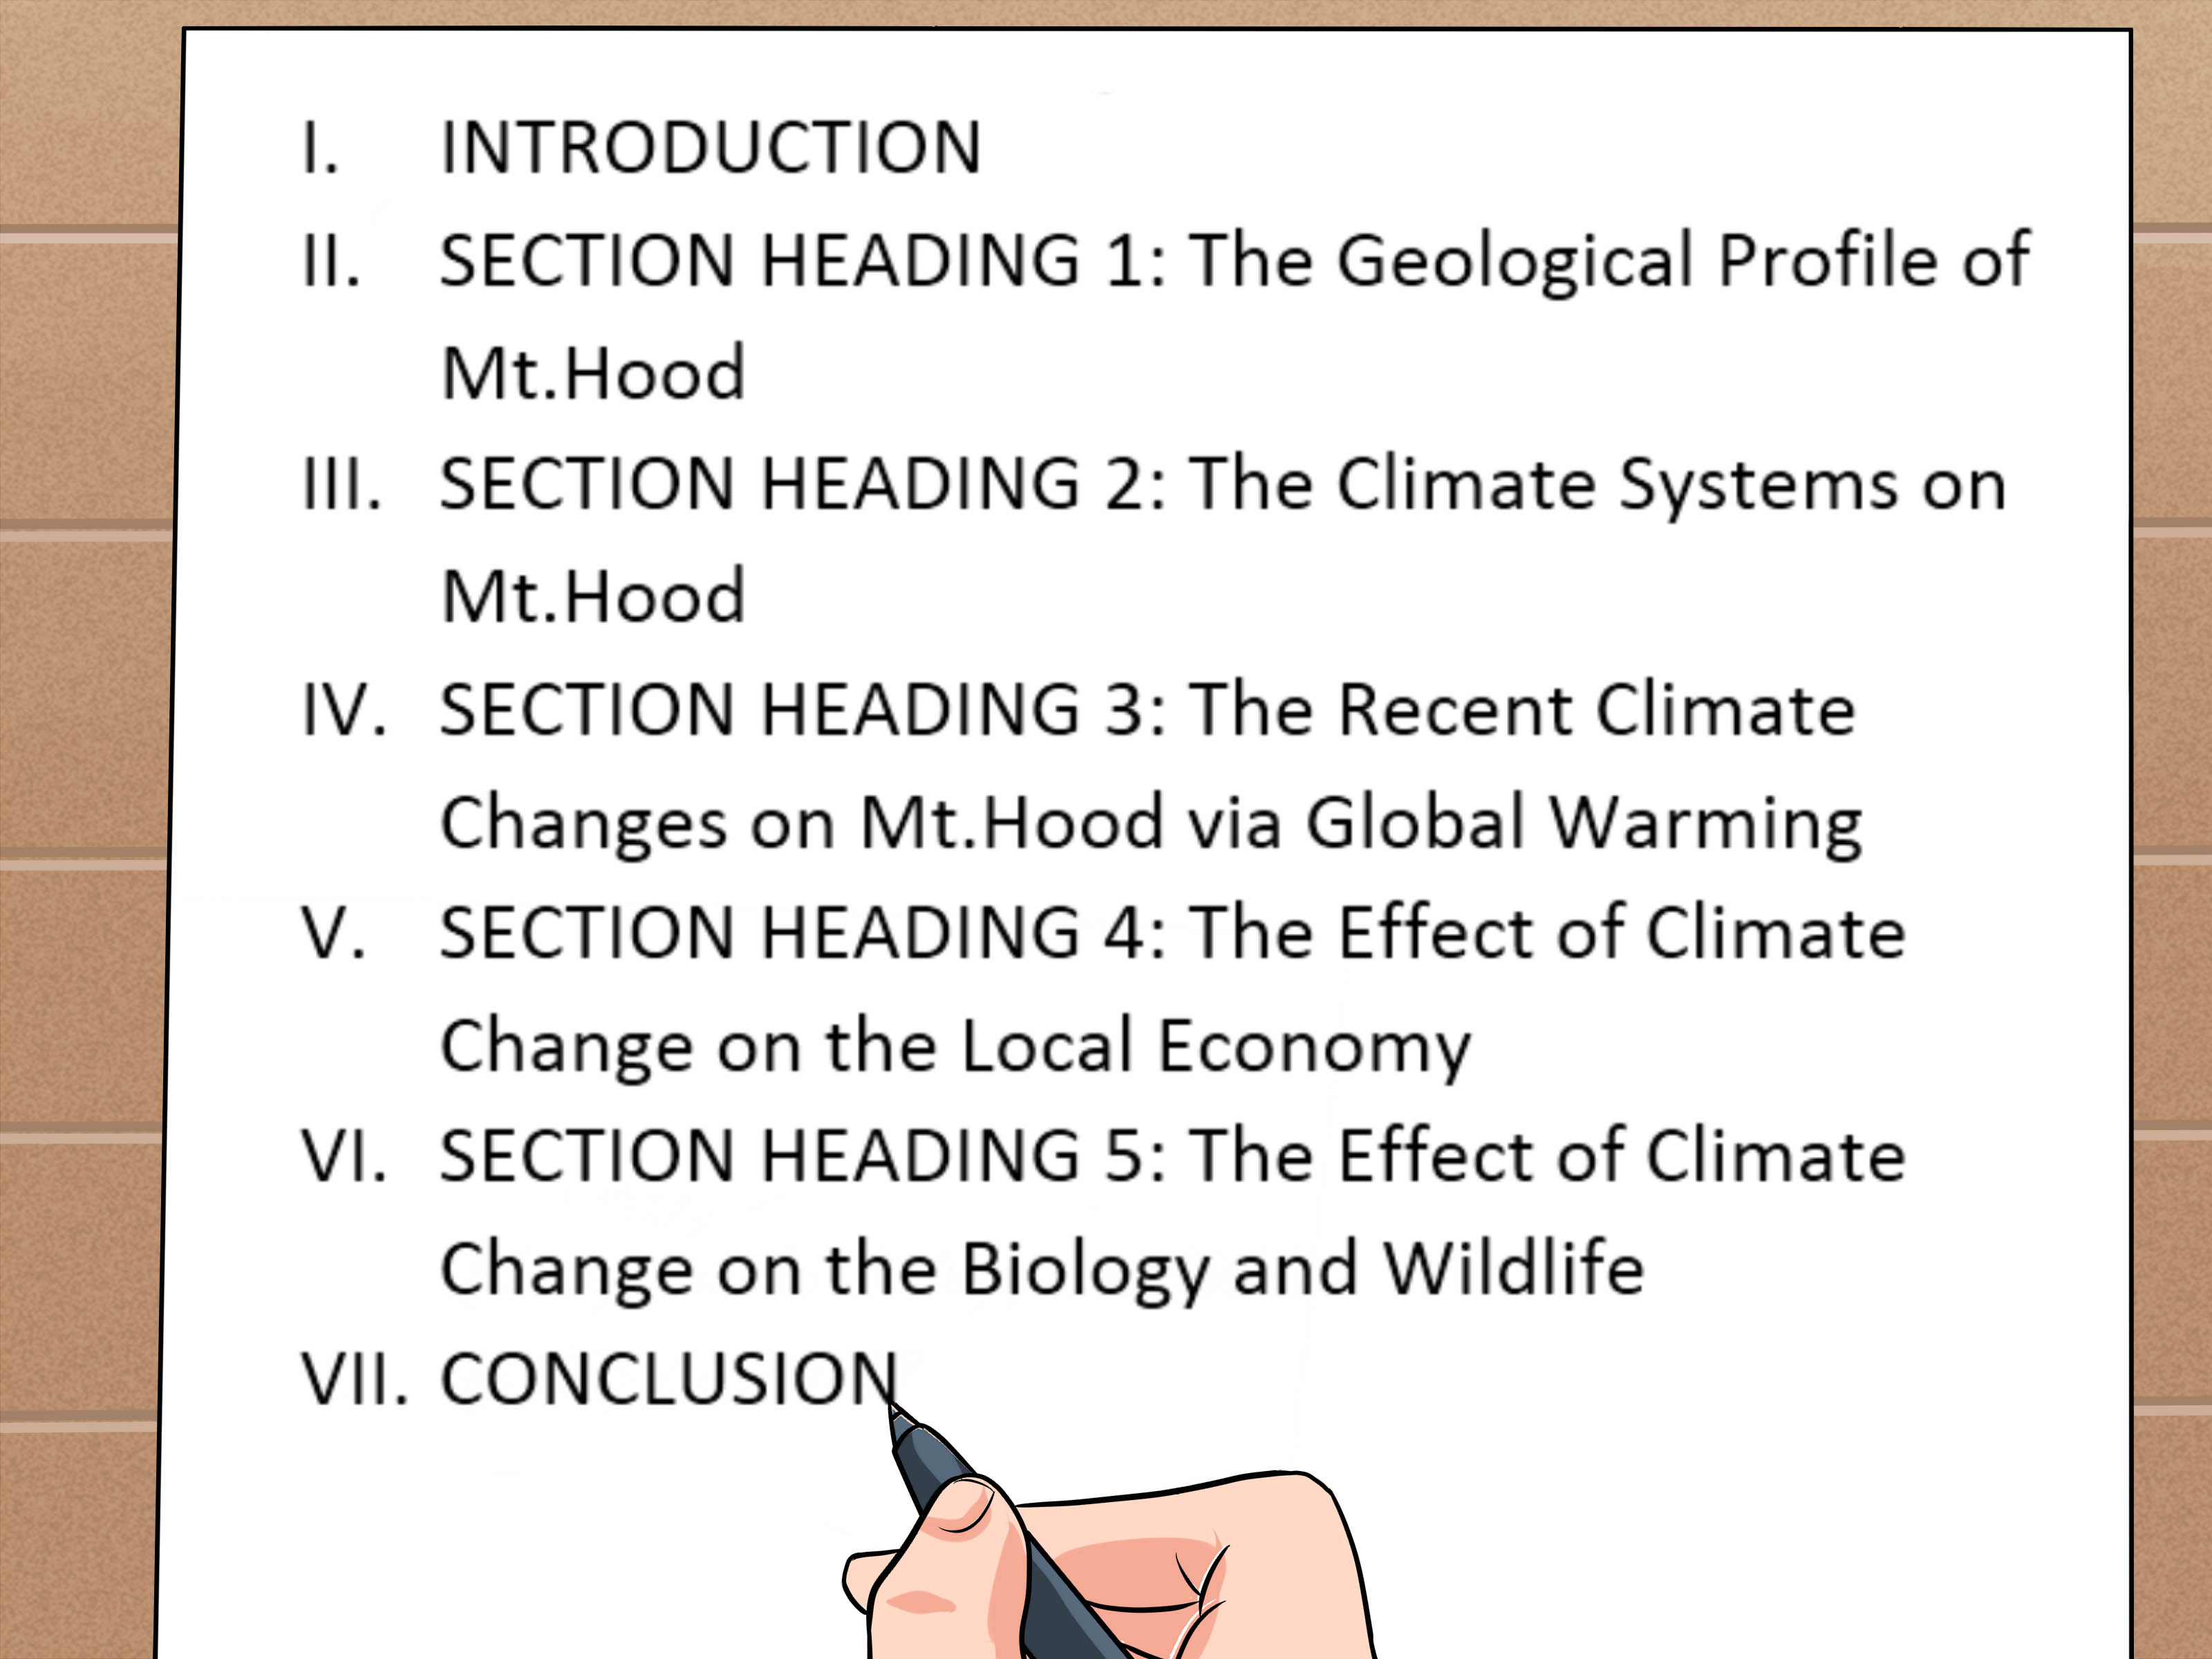 I. INTRODUCTION
II. SECTION HEADING 1: The Geological Profile of
Mt.Hood
III. SECTION HEADING 2: The Climate Systems on
Mt.Hood
IV. SECTION HEADING 3: The Recent Climate
Changes on Mt.Hood via Global Warming
V. SECTION HEADING 4: The Effect of Climate
Change on the Local Economy
VI. SECTION HEADING 5: The Effect of Climate
Change on the Biology and Wildlife
VII. CONCLUSION